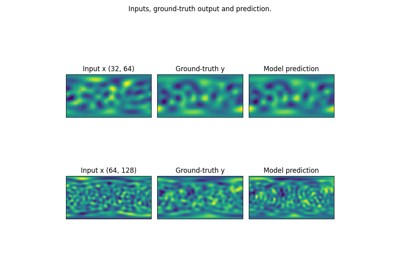 Inputs, ground-truth output and prediction.
Input x (32, 64) Ground-truth y Model prediction
Input x (64, 128) Ground-truth y Model prediction